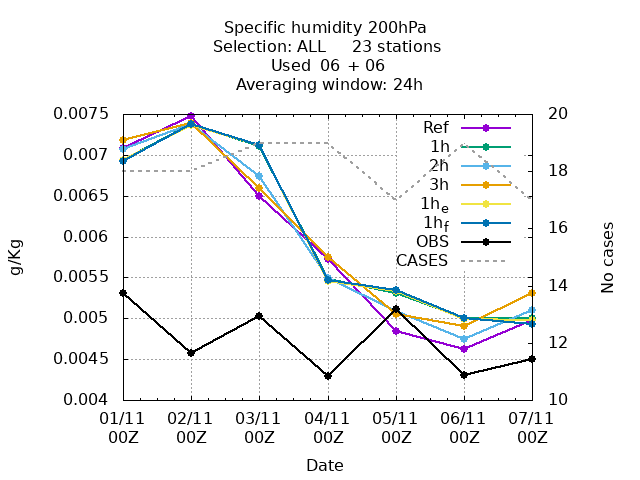 Specific humidity 200hPa
Selection: ALL 23 stations
Used 06 + 06
Averaging window: 24h
0.0075
0.007
0.0065
0.006
0.0055
0.005
0.0045
0.004
20
18
16
14
12
10
g/Kg
No cases
Ref
1h
2h
3h
1he
1hf
OBS
CASES
01/11 02/11 03/11 04/11 05/11 06/11 07/11
00Z 00Z 00Z 00Z 00Z 00Z 00Z
Date